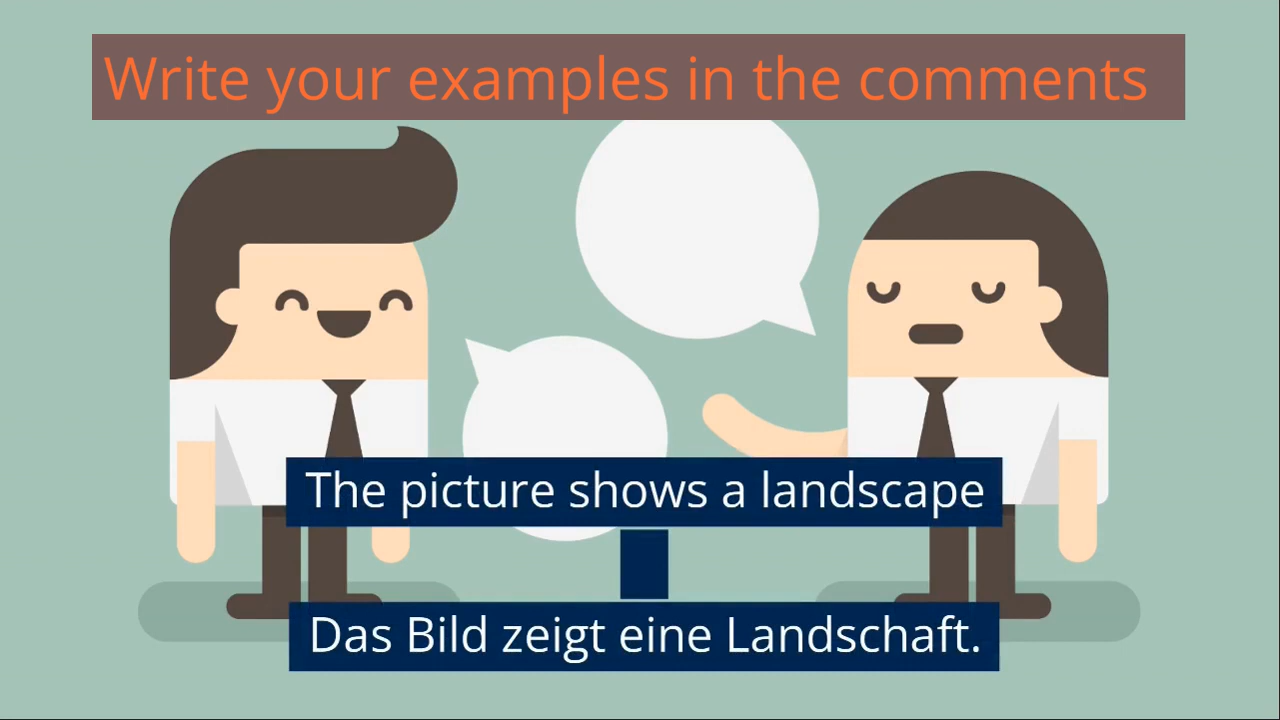 Write your examples in the comments
The picture shows a landscape
Das Bild zeigt eine Landschaft.